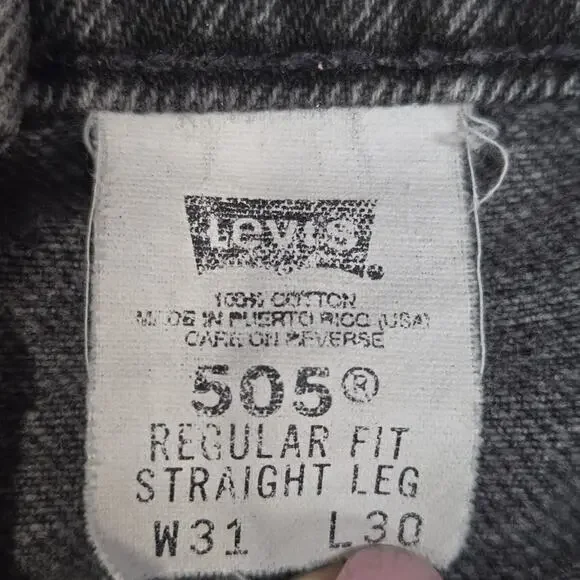 Levi's ®
100% COTTON
MADE IN PUERTO RICO (USA)
CARE ON REVERSE
505®
REGULAR FIT
STRAIGHT LEG
W31 L30